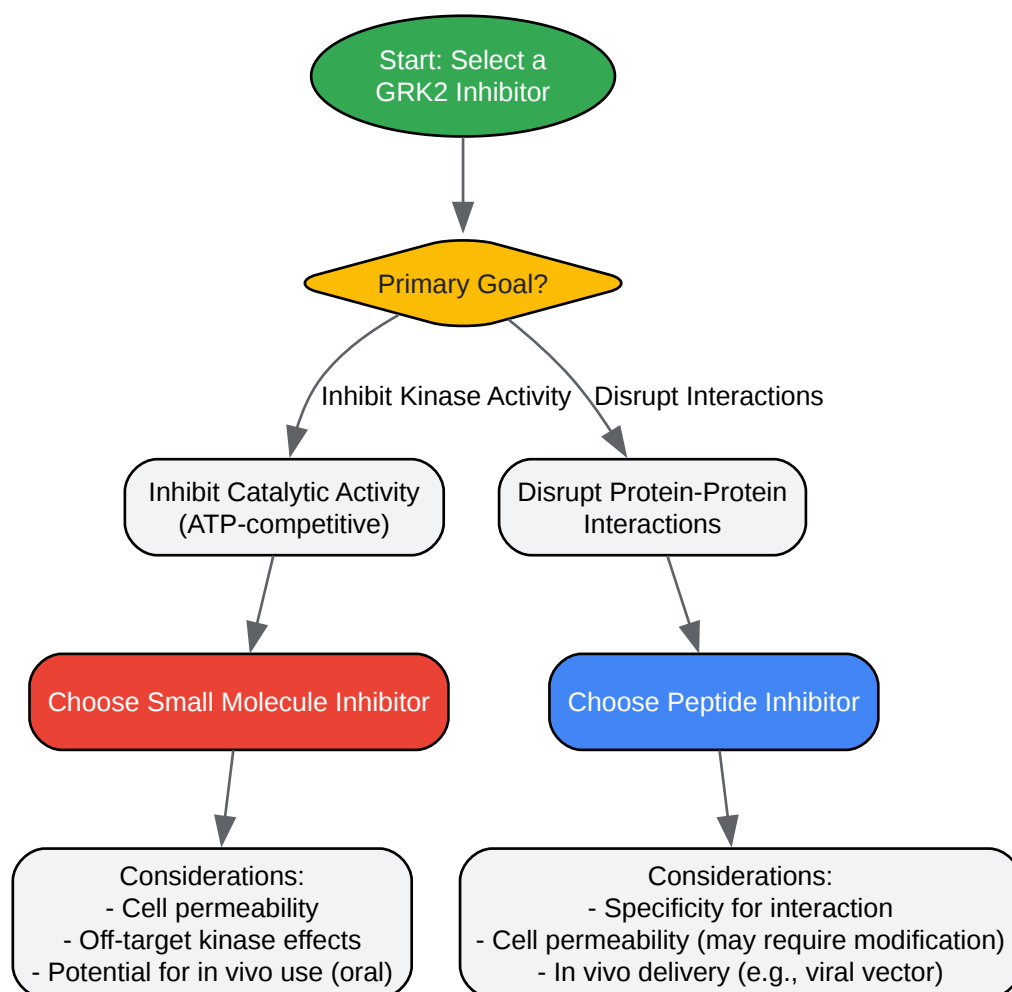 Start: Select a
GRK2 Inhibitor
Primary Goal?
Inhibit Kinase Activity
Disrupt Interactions
Inhibit Catalytic Activity
(ATP-competitive)
Disrupt Protein-Protein
Interactions
Choose Small Molecule Inhibitor
Choose Peptide Inhibitor
Considerations:
- Cell permeability
- Off-target kinase effects
- Potential for in vivo use (oral)
Considerations:
- Specificity for interaction
- Cell permeability (may require modification)
- In vivo delivery (e.g., viral vector)